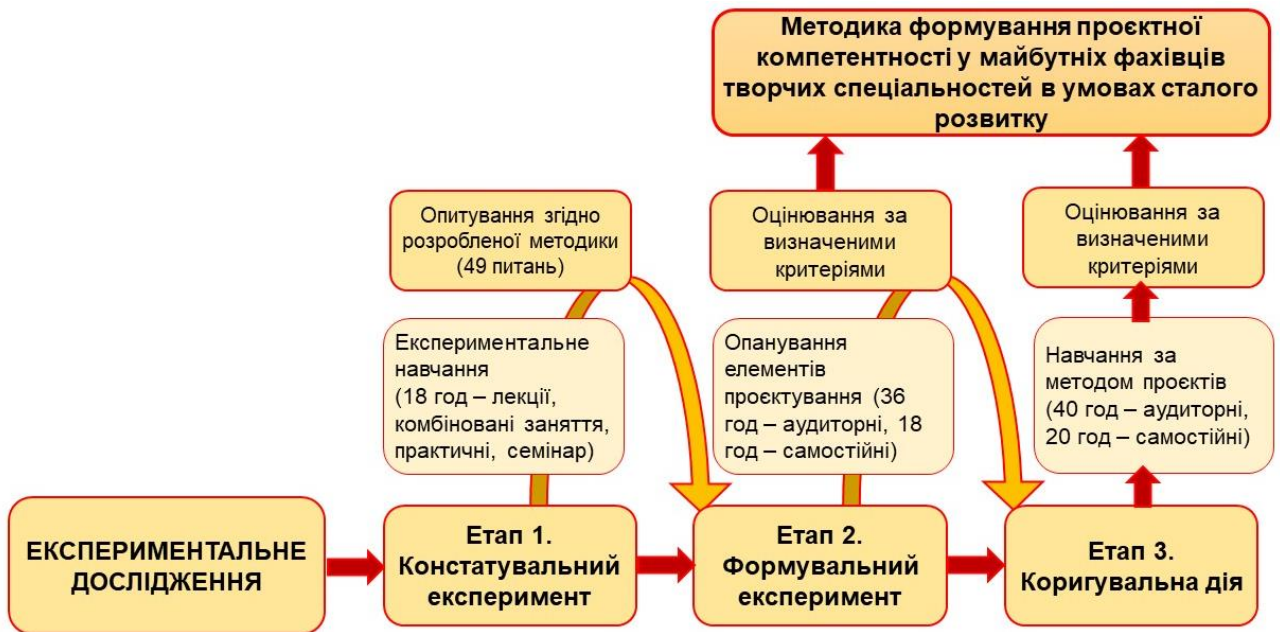 Методика формування проєктної
компетентності у майбутніх фахівців
творчих спеціальностей в умовах сталого
розвитку
Опитування згідно
розробленої методики
(49 питань)
Оцінювання за
визначеними
критеріями
Оцінювання за
визначеними
критеріями
Експериментальне
навчання
(18 год – лекції,
комбіновані заняття,
практичні, семінар)
Опанування
елементів
проєктування (36
год – аудиторні, 18
год – самостійні)
Навчання за
методом проєктів
(40 год – аудиторні,
20 год – самостійні)
ЕКСПЕРИМЕНТАЛЬНЕ
ДОСЛІДЖЕННЯ
Етап 1.
Констатувальний
експеримент
Етап 2.
Формувальний
експеримент
Етап 3.
Коригувальна дія